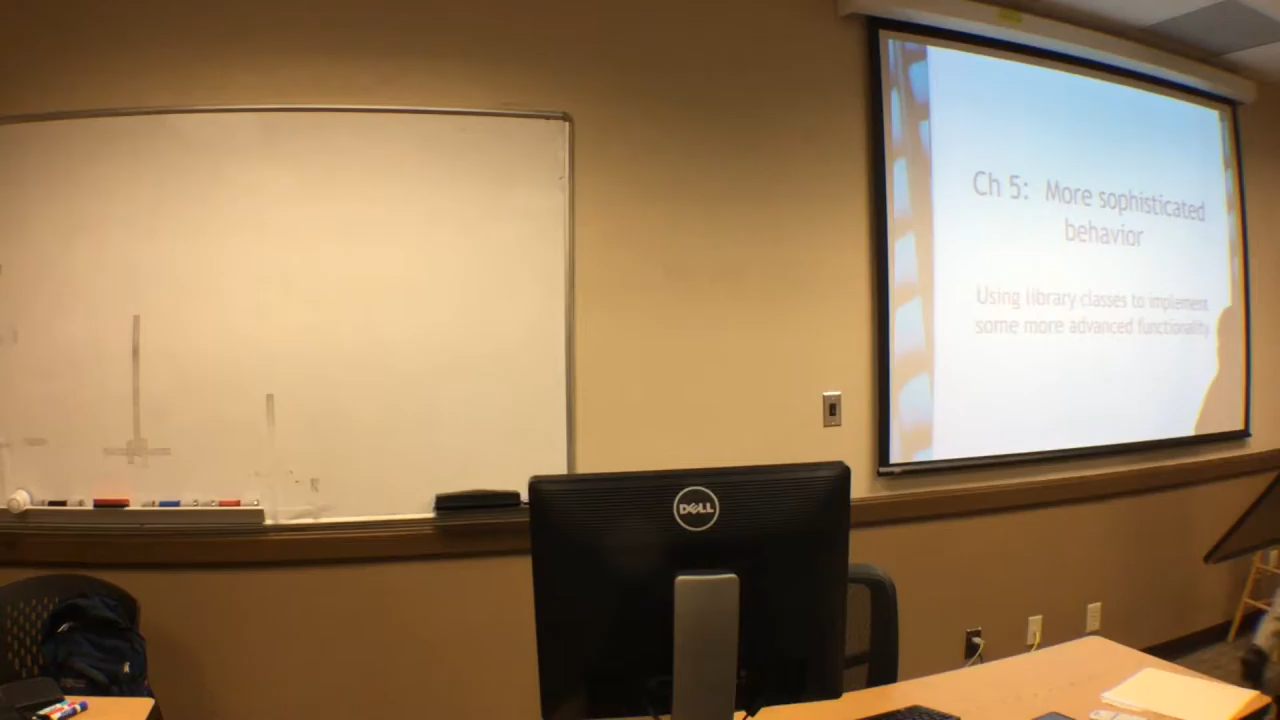 Ch 5: More sophisticated
behavior
Using library classes to implement
some more advanced functionality
DELL